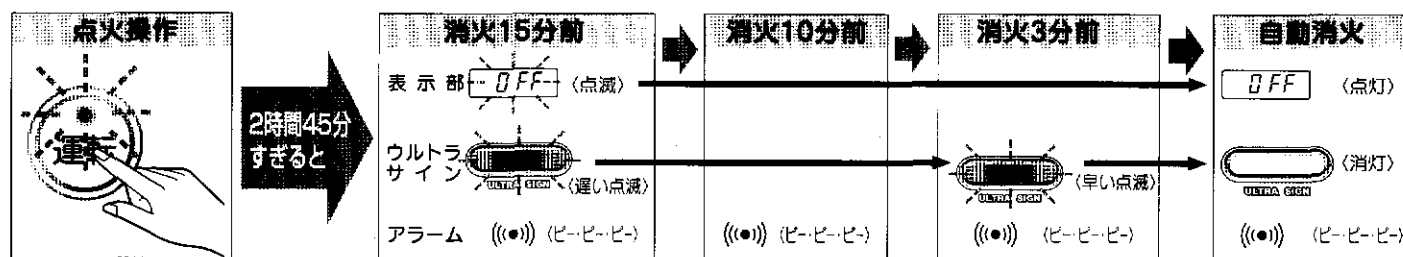 点火操作
運転
2時間45分
すぎると
消火15分前
表示部 OFF 〈点滅〉
ウルトラ
サイン
ULTRA SIGN
〈遅い点滅〉
アラーム 〈ピー・ピー・ピー〉
消火10分前
〈ピー・ピー・ピー〉
消火3分前
ULTRA SIGN
〈早い点滅〉
〈ピー・ピー・ピー〉
自動消火
OFF 〈点灯〉
〈消灯〉
ULTRA SIGN
〈ピー・ピー・ピー〉